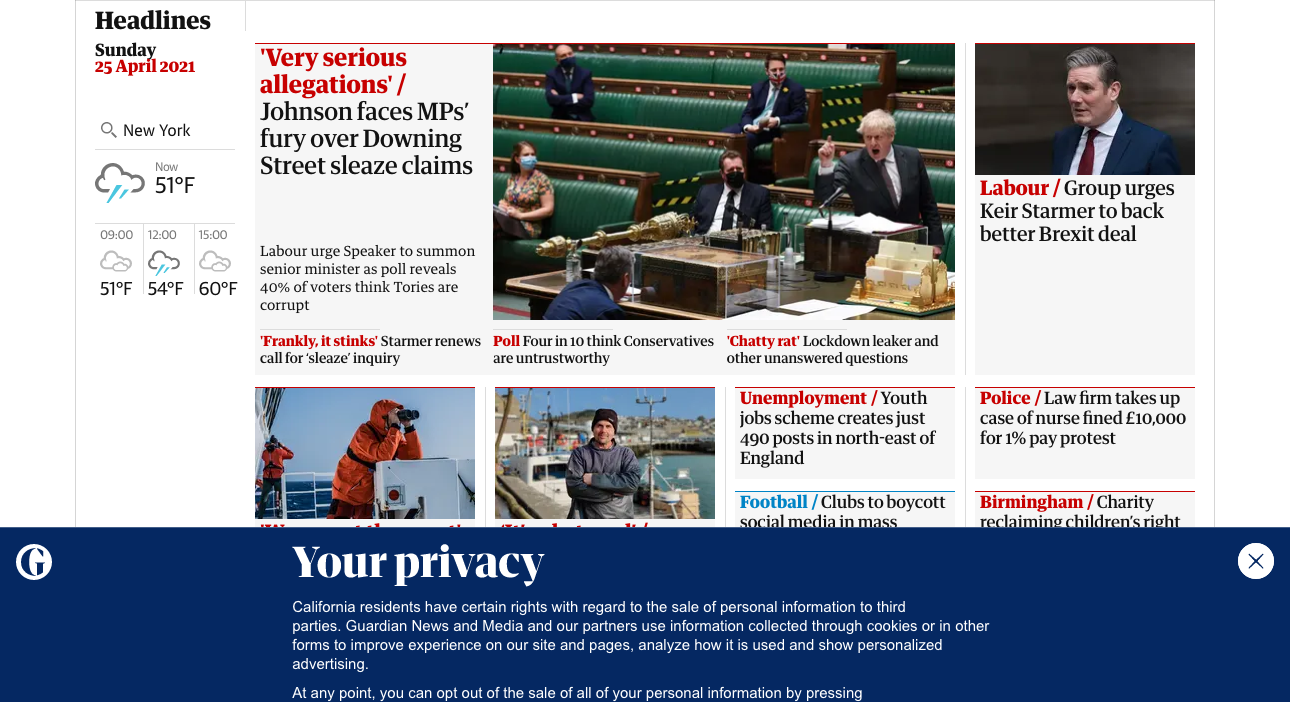 Headlines
Sunday
25 April 2021
New York
Now
51°F
09:00
12:00
15:00
51°F
54°F
60°F
'Very serious
allegations' /
Johnson faces MPs’
fury over Downing
Street sleaze claims
Labour urge Speaker to summon
senior minister as poll reveals
40% of voters think Tories are
corrupt
'Frankly, it stinks' Starmer renews
call for ‘sleaze’ inquiry
Poll Four in 10 think Conservatives
are untrustworthy
'Chatty rat' Lockdown leaker and
other unanswered questions
Labour / Group urges
Keir Starmer to back
better Brexit deal
Unemployment / Youth
jobs scheme creates just
490 posts in north-east of
England
Police / Law firm takes up
case of nurse fined £10,000
for 1% pay protest
Football / Clubs to boycott
social media in mass
Birmingham / Charity
reclaiming children’s right
G
Your privacy
California residents have certain rights with regard to the sale of personal information to third
parties. Guardian News and Media and our partners use information collected through cookies or in other
forms to improve experience on our site and pages, analyze how it is used and show personalized
advertising.
At any point, you can opt out of the sale of all of your personal information by pressing